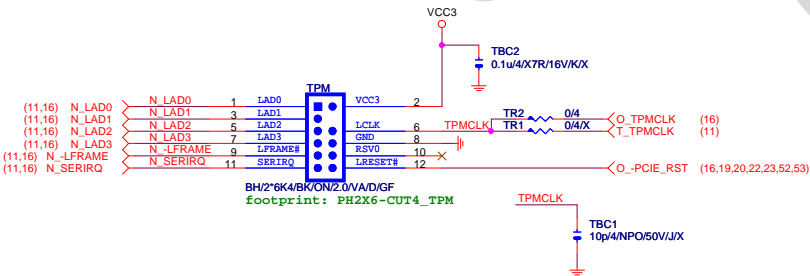 VCC3
TBC2
0.1u/4/X7R/16V/K/X
TPM
(11,16) N_LAD0 N_LAD0 1 LAD0 VCC3 2
(11,16) N_LAD1 N_LAD1 3 LAD1 TR2 0/4 O_TPMCLK (16)
(11,16) N_LAD2 N_LAD2 5 LAD2 LCLK 6 TPMCLK TR1 0/4/X T_TPMCLK (11)
(11,16) N_LAD3 N_LAD3 7 LAD3 GND 8
(11,16) N_-LFRAME N_-LFRAME 9 LFRAME# RSV0 10
(11,16) N_SERIRQ N_SERIRQ 11 SERIRQ LRESET# 12 O_-PCIE_RST (16,19,20,22,23,52,53)
BH/2*6K4/BK/ON/2.0/VA/D/GF
footprint: PH2X6-CUT4_TPM
TPMCLK
TBC1
10p/4/NPO/50V/J/X